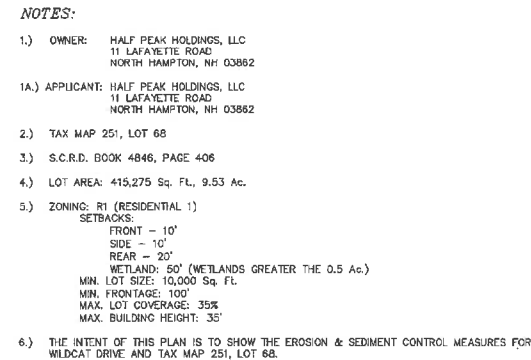 NOTES:
1.) OWNER: HALF PEAK HOLDINGS, LLC
11 LAFAYETTE ROAD
NORTH HAMPTON, NH 03862
1A.) APPLICANT: HALF PEAK HOLDINGS, LLC
11 LAFAYETTE ROAD
NORTH HAMPTON, NH 03862
2.) TAX MAP 251, LOT 68
3.) S.C.R.D. BOOK 4846, PAGE 406
4.) LOT AREA: 415,275 Sq. Ft., 9.53 Ac.
5.) ZONING: R1 (RESIDENTIAL 1)
SETBACKS:
FRONT - 10'
SIDE - 10'
REAR - 20'
WETLAND: 50' (WETLANDS GREATER THE 0.5 Ac.)
MIN. LOT SIZE: 10,000 Sq. Ft.
MIN. FRONTAGE: 100'
MAX. LOT COVERAGE: 35%
MAX. BUILDING HEIGHT: 35'
6.) THE INTENT OF THIS PLAN IS TO SHOW THE EROSION & SEDIMENT CONTROL MEASURES FOR
WILDCAT DRIVE AND TAX MAP 251, LOT 68.